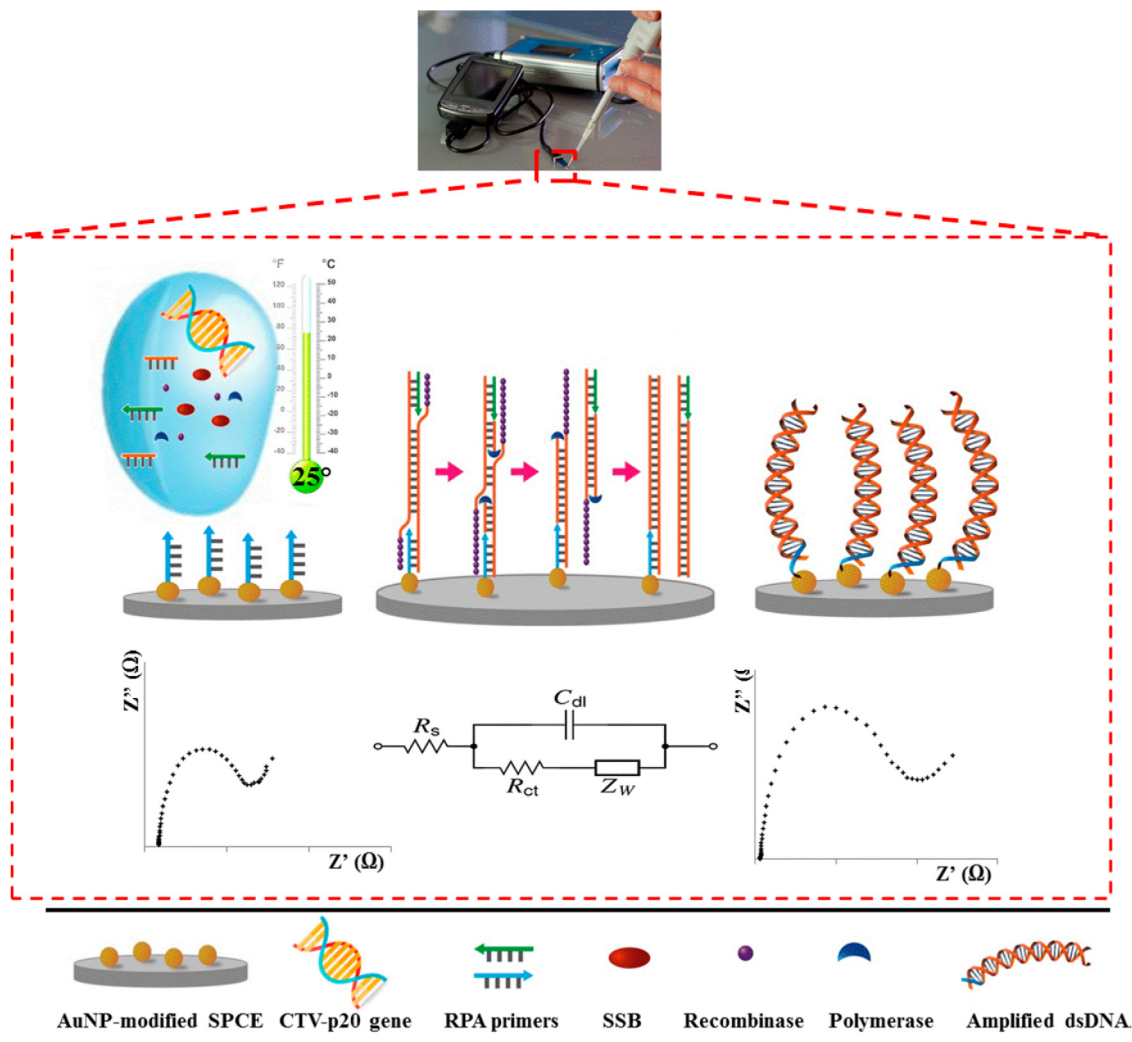 °F °C
120 50
100 40
80 30
60 20
40 10
20 0
0 -10
-20 -20
-40 -30
-40
25°
Z” (Ω)
Z’ (Ω)
Rs
Cdl
Rct
ZW
Z”
Z’ (Ω)
AuNP-modified SPCE
CTV-p20 gene
RPA primers
SSB
Recombinase
Polymerase
Amplified dsDNA